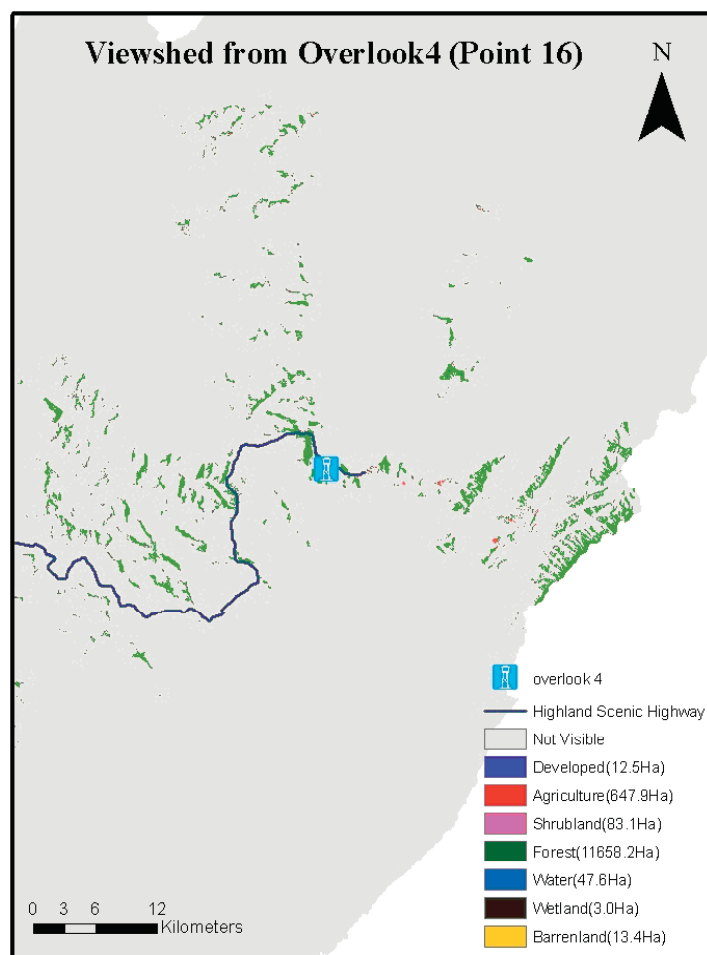 Viewshed from Overlook4 (Point 16)
N
overlook 4
Highland Scenic Highway
Not Visible
Developed(12.5Ha)
Agriculture(647.9Ha)
Shrubland(83.1Ha)
Forest(11658.2Ha)
Water(47.6Ha)
Wetland(3.0Ha)
Barrenland(13.4Ha)
0 3 6 12
Kilometers